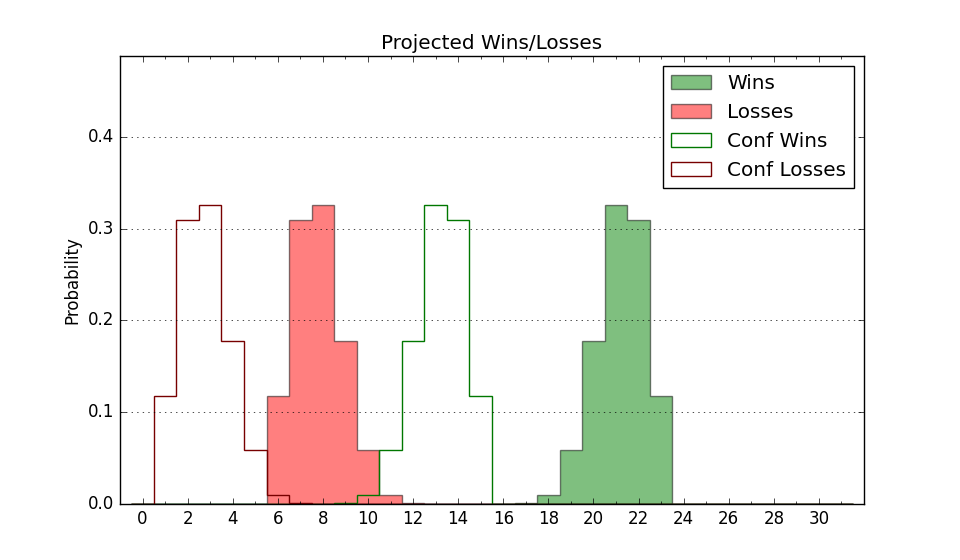 Projected Wins/Losses
Wins
Losses
Conf Wins
Conf Losses
Probability
0.4
0.3
0.2
0.1
0.0
0 2 4 6 8 10 12 14 16 18 20 22 24 26 28 30